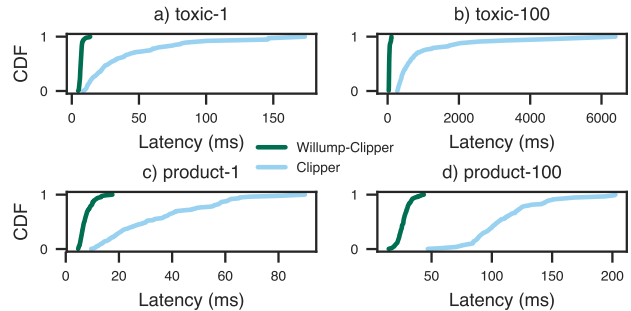 a) toxic-1
b) toxic-100
CDF
1
0
1
0
0 50 100 150
0 2000 4000 6000
Latency (ms)
Latency (ms)
Willump-Clipper
Clipper
c) product-1
d) product-100
CDF
1
0
1
0
0 20 40 60 80
50 100 150 200
Latency (ms)
Latency (ms)